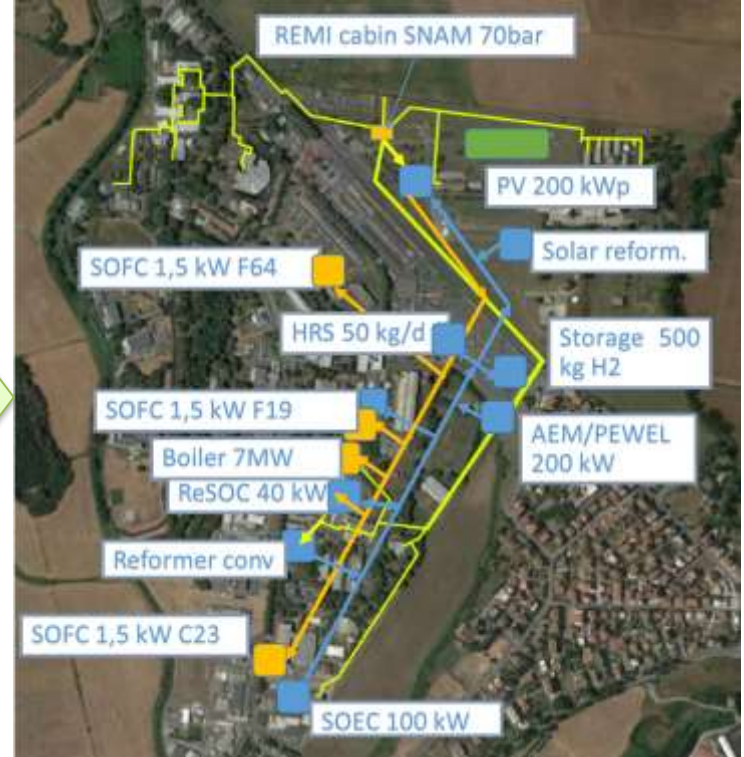 REMI cabin SNAM 70bar
PV 200 kWp
SOFC 1,5 kW F64
Solar reform.
HRS 50 kg/d
Storage 500
kg H2
SOFC 1,5 kW F19
AEM/PEWEL
200 kW
Boiler 7MW
ReSOC 40 kW
Reformer conv
SOFC 1,5 kW C23
SOEC 100 kW